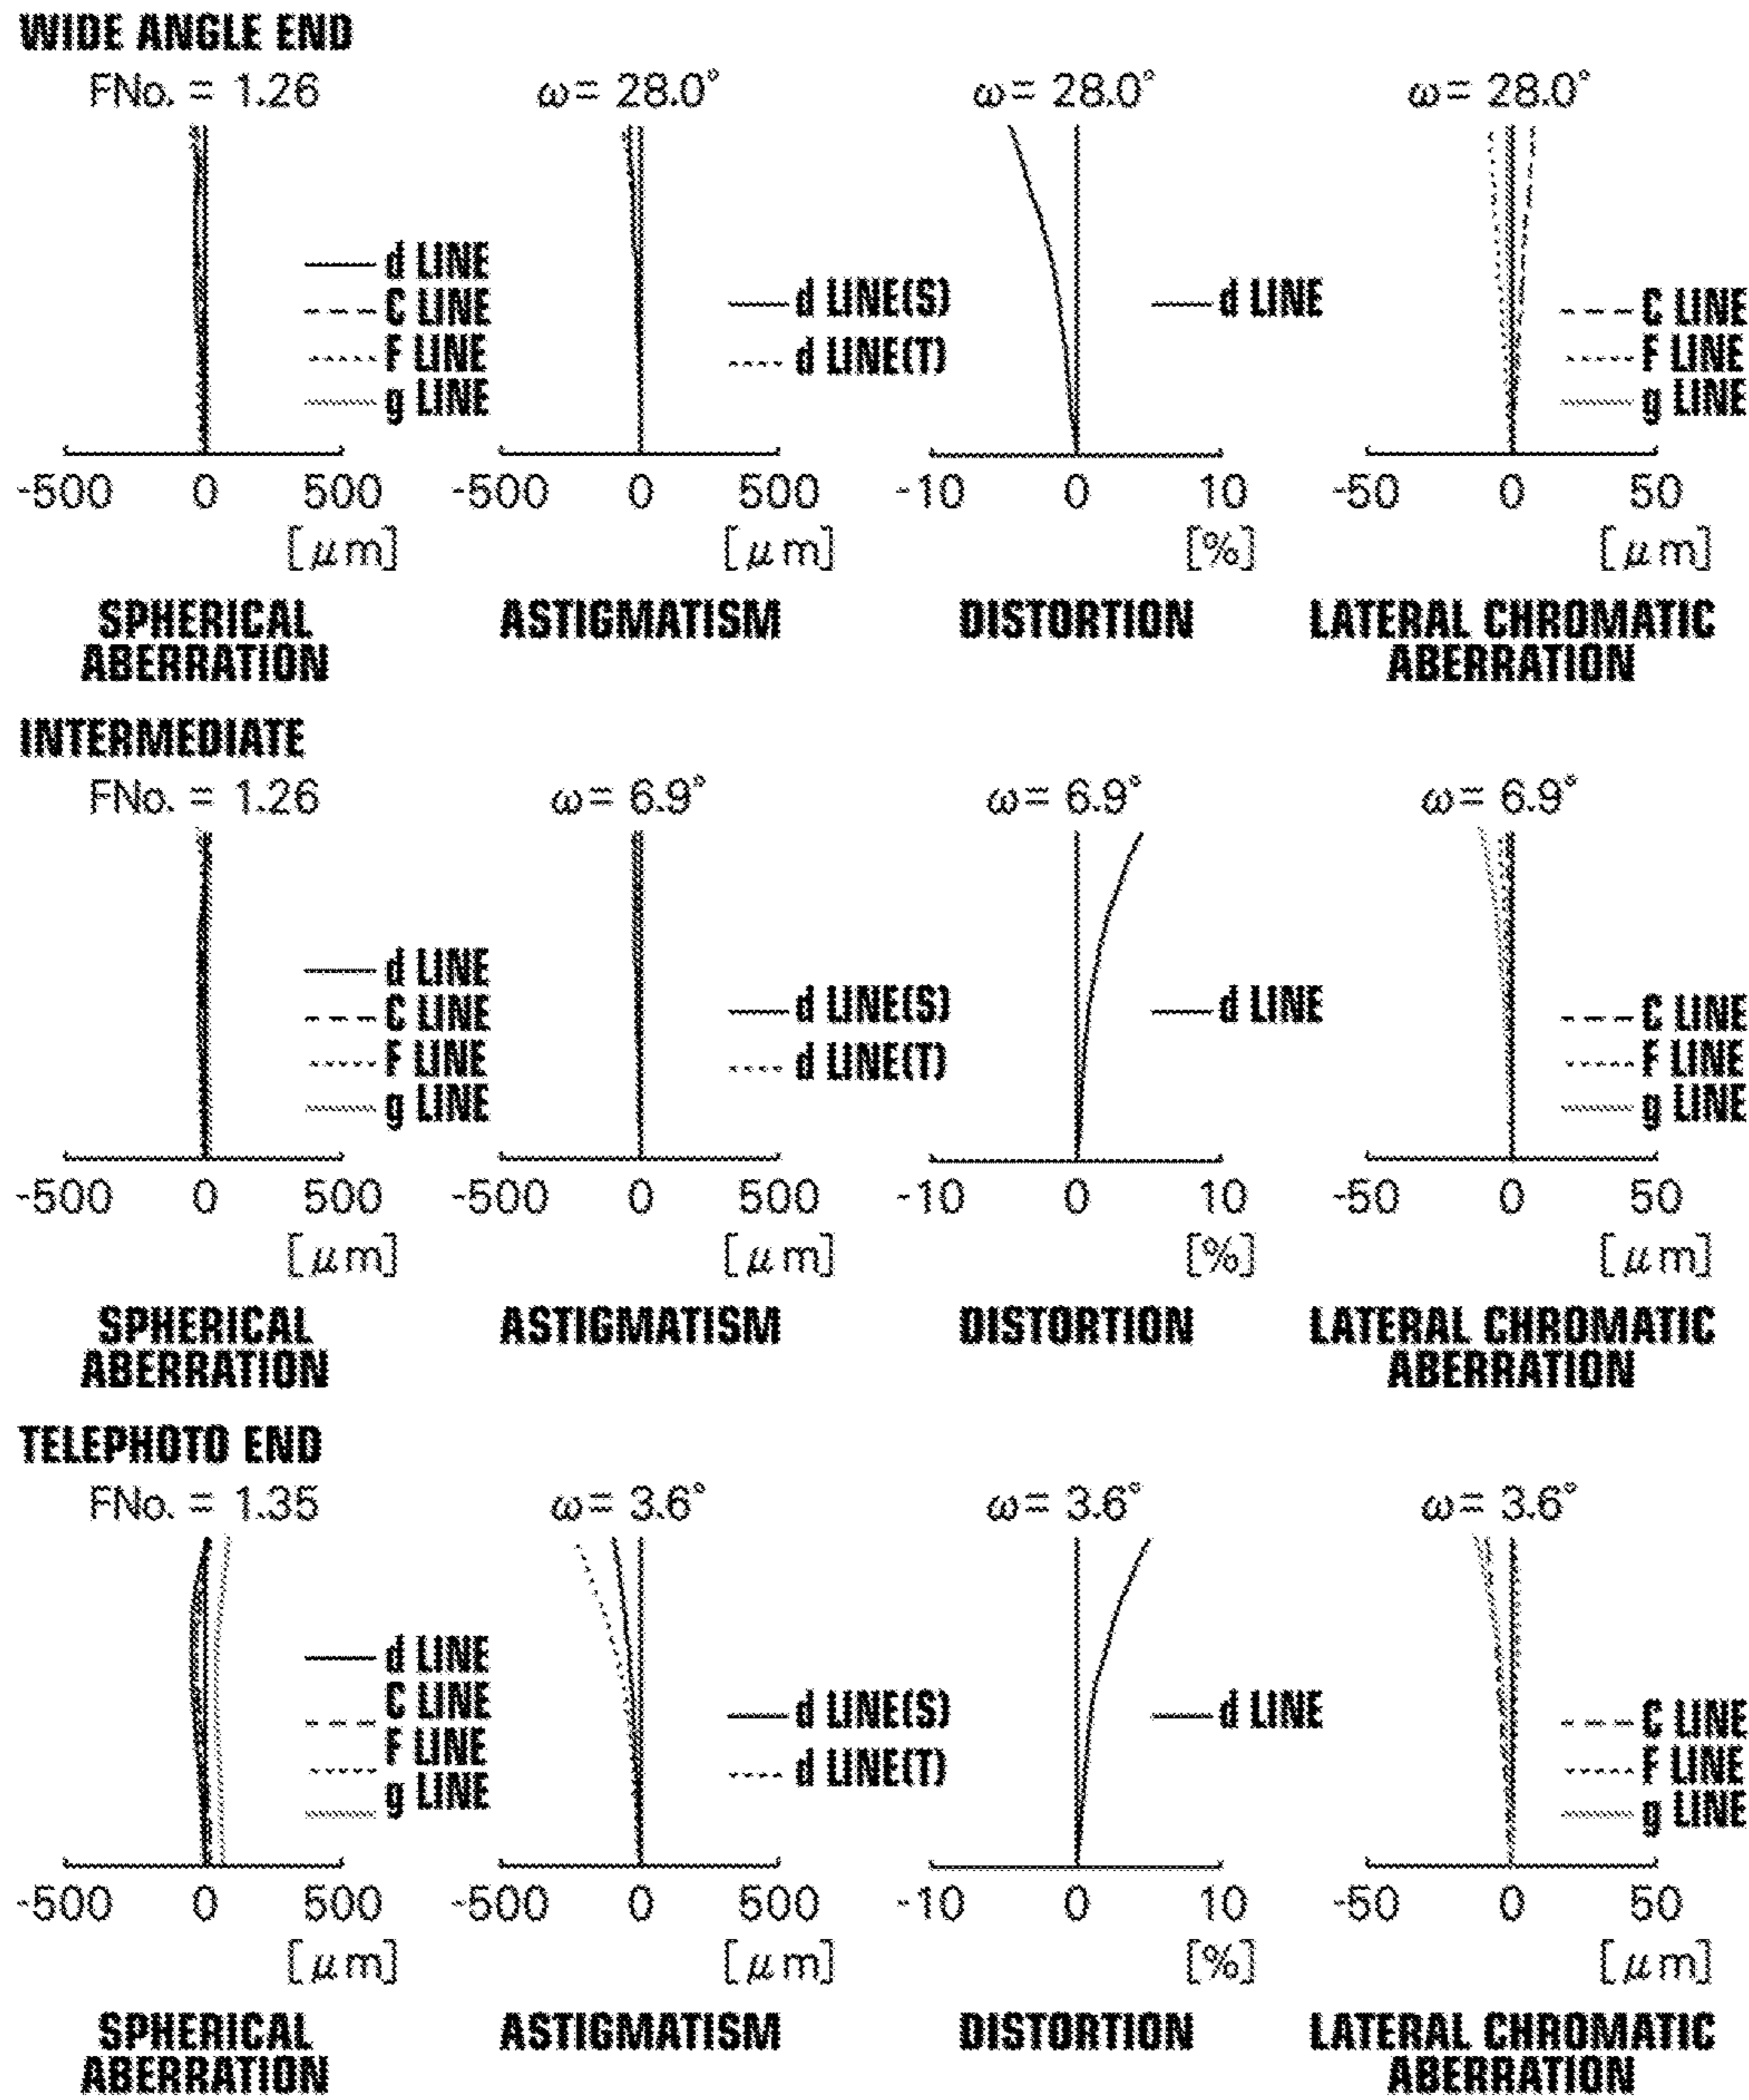 WIDE ANGLE END
FNo. = 1.26
ω= 28.0°
ω= 28.0°
ω= 28.0°
d LINE
C LINE
F LINE
g LINE
d LINE(S)
d LINE(T)
d LINE
C LINE
F LINE
g LINE
-500 0 500
-500 0 500
-10 0 10
-50 0 50
[μm]
[μm]
[%]
[μm]
SPHERICAL
ABERRATION
ASTIGMATISM
DISTORTION
LATERAL CHROMATIC
ABERRATION
INTERMEDIATE
FNo. = 1.26
ω= 6.9°
ω= 6.9°
ω= 6.9°
d LINE
C LINE
F LINE
g LINE
d LINE(S)
d LINE(T)
d LINE
C LINE
F LINE
g LINE
-500 0 500
-500 0 500
-10 0 10
-50 0 50
[μm]
[μm]
[%]
[μm]
SPHERICAL
ABERRATION
ASTIGMATISM
DISTORTION
LATERAL CHROMATIC
ABERRATION
TELEPHOTO END
FNo. = 1.35
ω= 3.6°
ω= 3.6°
ω= 3.6°
d LINE
C LINE
F LINE
g LINE
d LINE(S)
d LINE(T)
d LINE
C LINE
F LINE
g LINE
-500 0 500
-500 0 500
-10 0 10
-50 0 50
[μm]
[μm]
[%]
[μm]
SPHERICAL
ABERRATION
ASTIGMATISM
DISTORTION
LATERAL CHROMATIC
ABERRATION